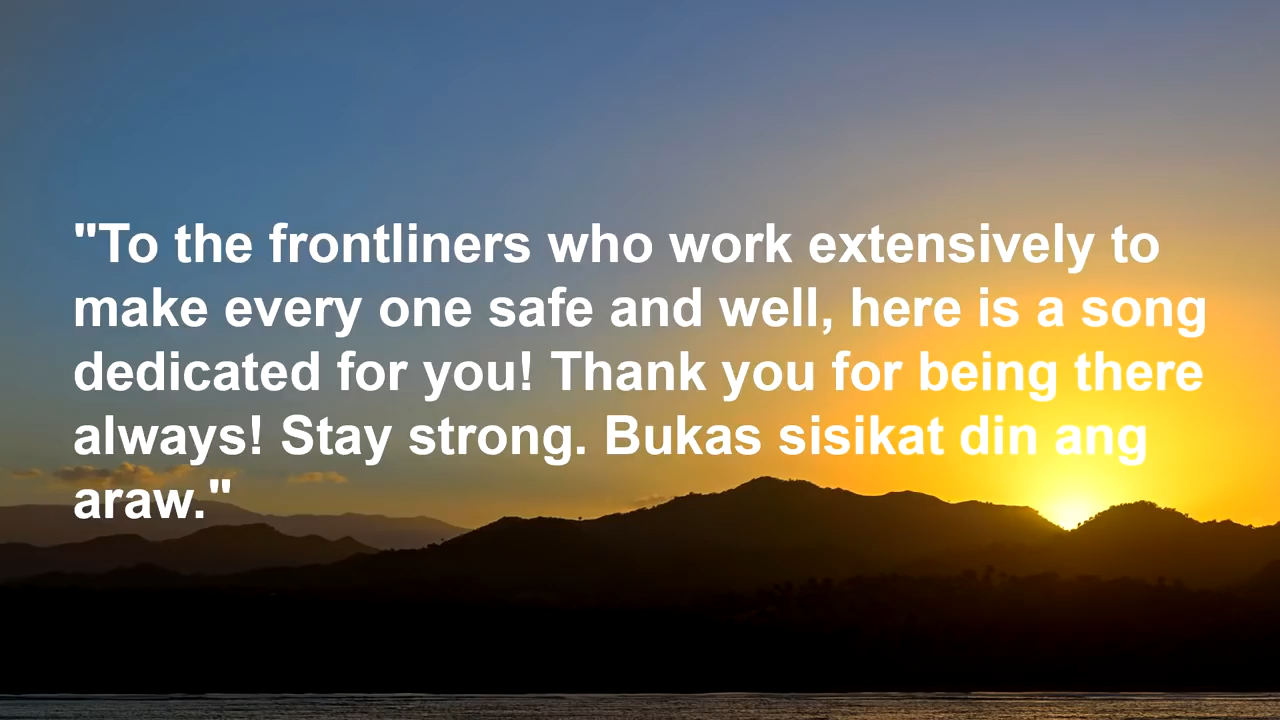 "To the frontliners who work extensively to
make every one safe and well, here is a song
dedicated for you! Thank you for being there
always! Stay strong. Bukas sisikat din ang
araw."